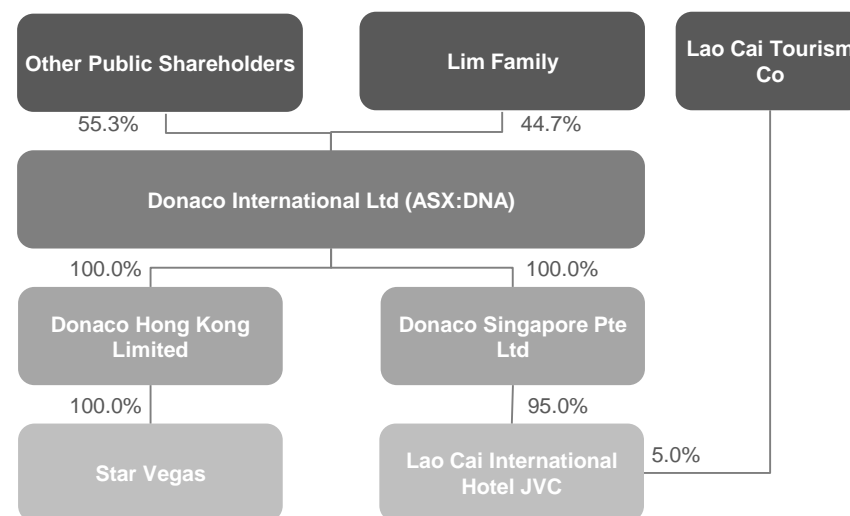 Other Public Shareholders
Lim Family
Lao Cai Tourism
Co
55.3%
44.7%
Donaco International Ltd (ASX:DNA)
100.0%
100.0%
Donaco Hong Kong
Limited
Donaco Singapore Pte
Ltd
100.0%
95.0%
Star Vegas
Lao Cai International
Hotel JVC
5.0%